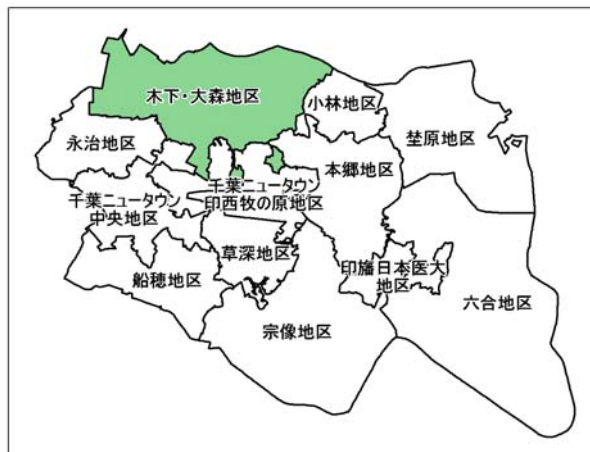 木下・大森地区
小林地区
埜原地区
永治地区
本郷地区
千葉ニュータウン
中央地区
千葉ニュータウン
印西牧の原地区
草深地区
船穂地区
印旛日本医大
地区
六合地区
宗像地区